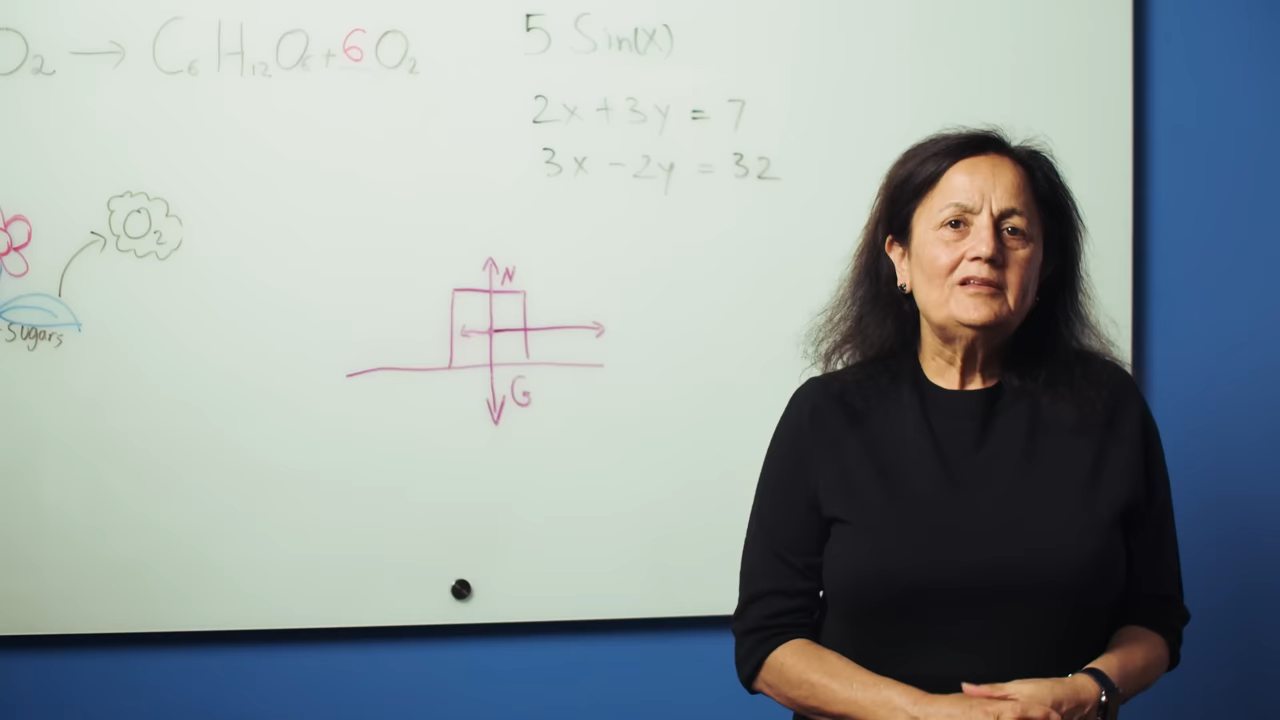 O₂ → C₆H₁₂O₆+6O₂
5 Sin(x)
2x+3y = 7
3x-2y = 32
O₂
Sugars
N
G